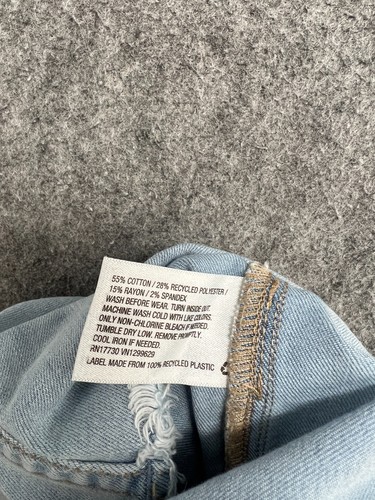 55% COTTON / 28% RECYCLED POLYESTER /
15% RAYON / 2% SPANDEX
WASH BEFORE WEAR. TURN INSIDE OUT.
MACHINE WASH COLD WITH LIKE COLORS.
ONLY NON-CHLORINE BLEACH IF NEEDED.
TUMBLE DRY LOW. REMOVE PROMPTLY.
COOL IRON IF NEEDED.
RN17730 VN1299629
LABEL MADE FROM 100% RECYCLED PLASTIC